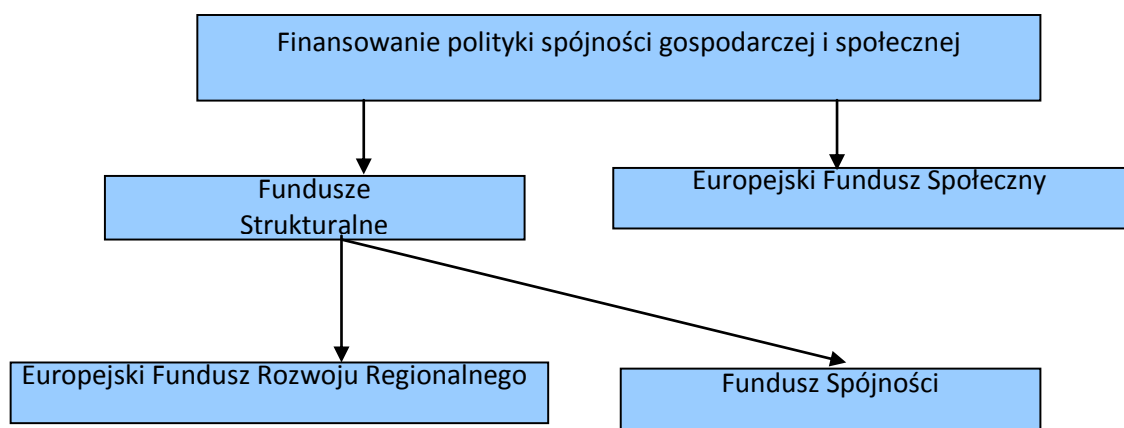 Finansowanie polityki spójności gospodarczej i społecznej
Fundusze
Strukturalne
Europejski Fundusz Społeczny
Europejski Fundusz Rozwoju Regionalnego
Fundusz Spójności